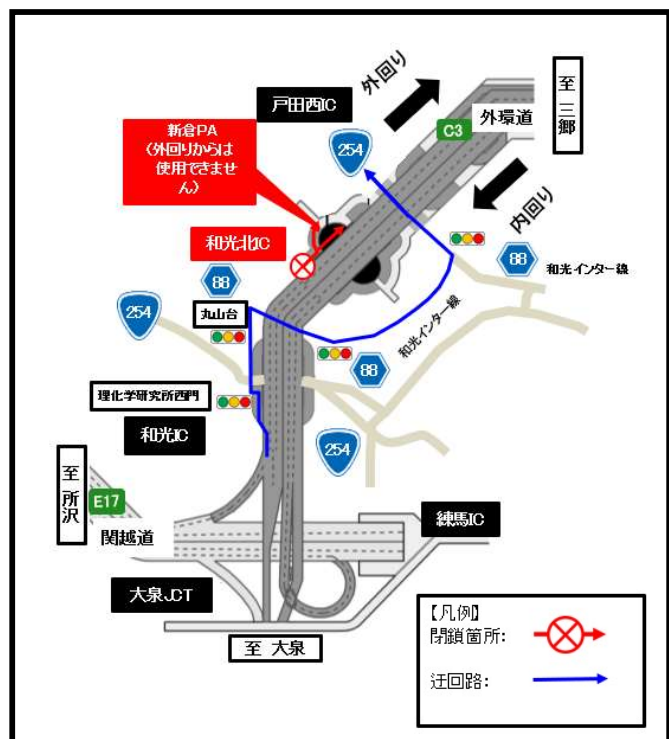 至 三郷
外回り
戸田西IC
外環道
C3
新倉PA
(外回りからは
使用できませ
ん)
254
内回り
和光北IC
88
和光インター線
88
254
丸山台
和光インター線
88
理化学研究所西門
和光IC
254
至 所沢
E17
関越道
練馬IC
大泉JCT
至 大泉
【凡例】
閉鎖箇所:
迂回路: